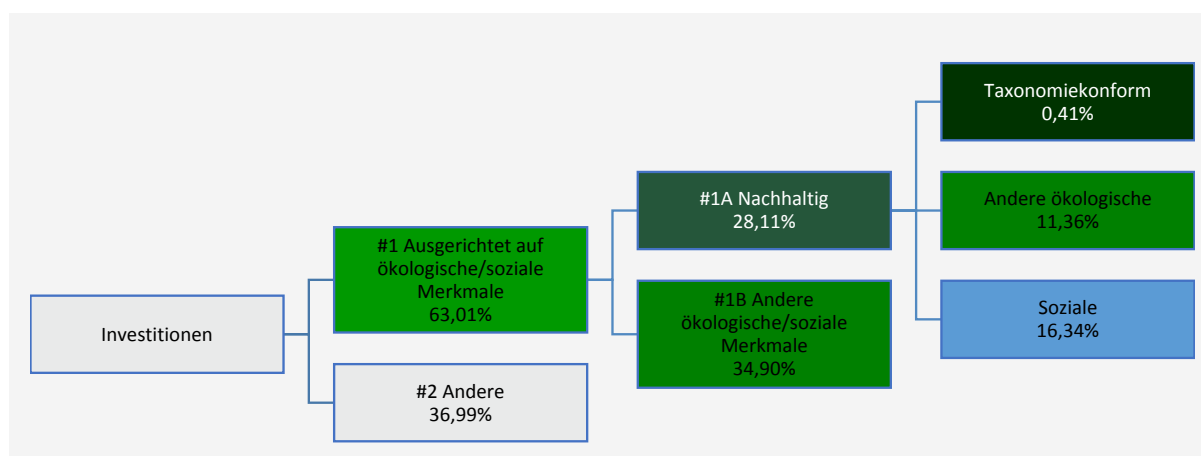 Investitionen
#1 Ausgerichtet auf
ökologische/soziale
Merkmale
63,01%
#2 Andere
36,99%
#1A Nachhaltig
28,11%
#1B Andere
ökologische/soziale
Merkmale
34,90%
Taxonomiekonform
0,41%
Andere ökologische
11,36%
Soziale
16,34%